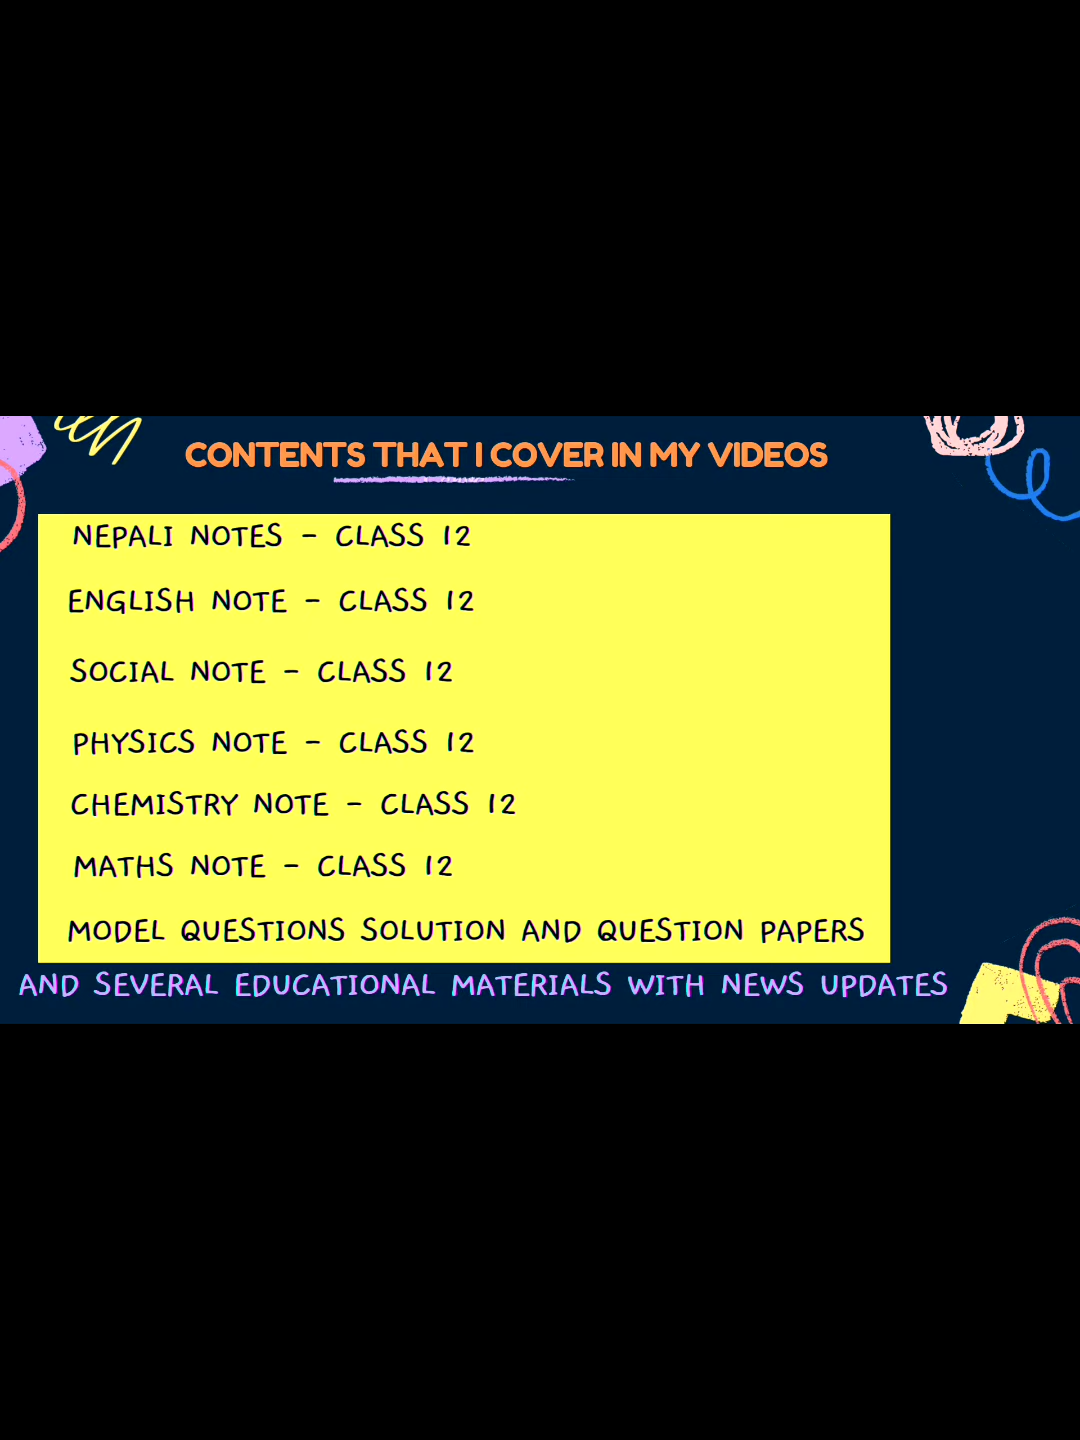 CONTENTS THAT I COVER IN MY VIDEOS
NEPALI NOTES - CLASS 12
ENGLISH NOTE - CLASS 12
SOCIAL NOTE - CLASS 12
PHYSICS NOTE - CLASS 12
CHEMISTRY NOTE - CLASS 12
MATHS NOTE - CLASS 12
MODEL QUESTIONS SOLUTION AND QUESTION PAPERS
AND SEVERAL EDUCATIONAL MATERIALS WITH NEWS UPDATES